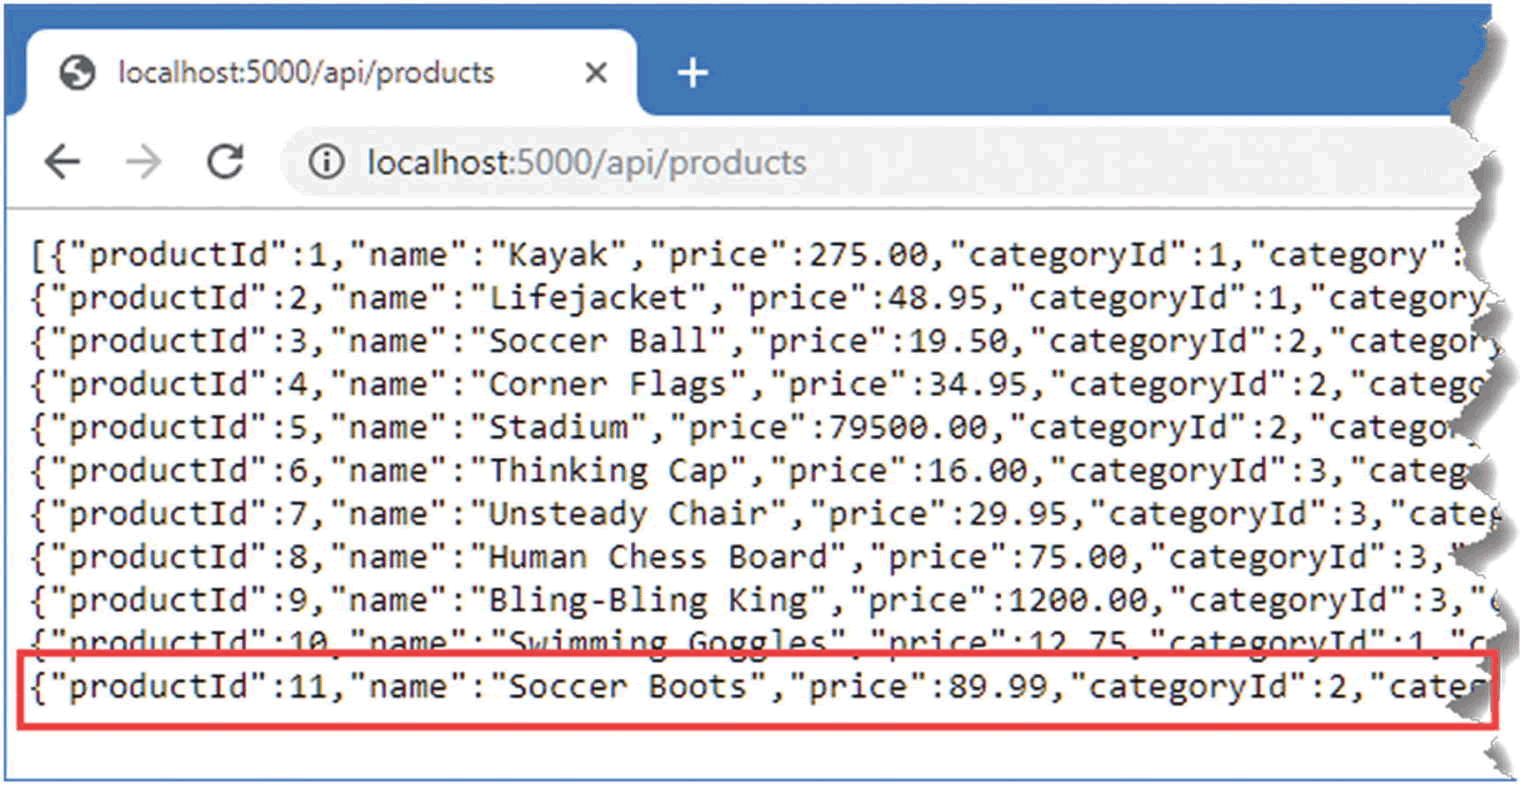 localhost:5000/api/products
localhost:5000/api/products
[{"productId":1,"name":"Kayak","price":275.00,"categoryId":1,"category":
{"productId":2,"name":"Lifejacket","price":48.95,"categoryId":1,"category
{"productId":3,"name":"Soccer Ball","price":19.50,"categoryId":2,"category
{"productId":4,"name":"Corner Flags","price":34.95,"categoryId":2,"catego
{"productId":5,"name":"Stadium","price":79500.00,"categoryId":2,"categor
{"productId":6,"name":"Thinking Cap","price":16.00,"categoryId":3,"categ
{"productId":7,"name":"Unsteady Chair","price":29.95,"categoryId":3,"categ
{"productId":8,"name":"Human Chess Board","price":75.00,"categoryId":3,"
{"productId":9,"name":"Bling-Bling King","price":1200.00,"categoryId":3,"c
{"productId":10,"name":"Swimming Goggles","price":12.75,"categoryId":1,"c
{"productId":11,"name":"Soccer Boots","price":89.99,"categoryId":2,"categ